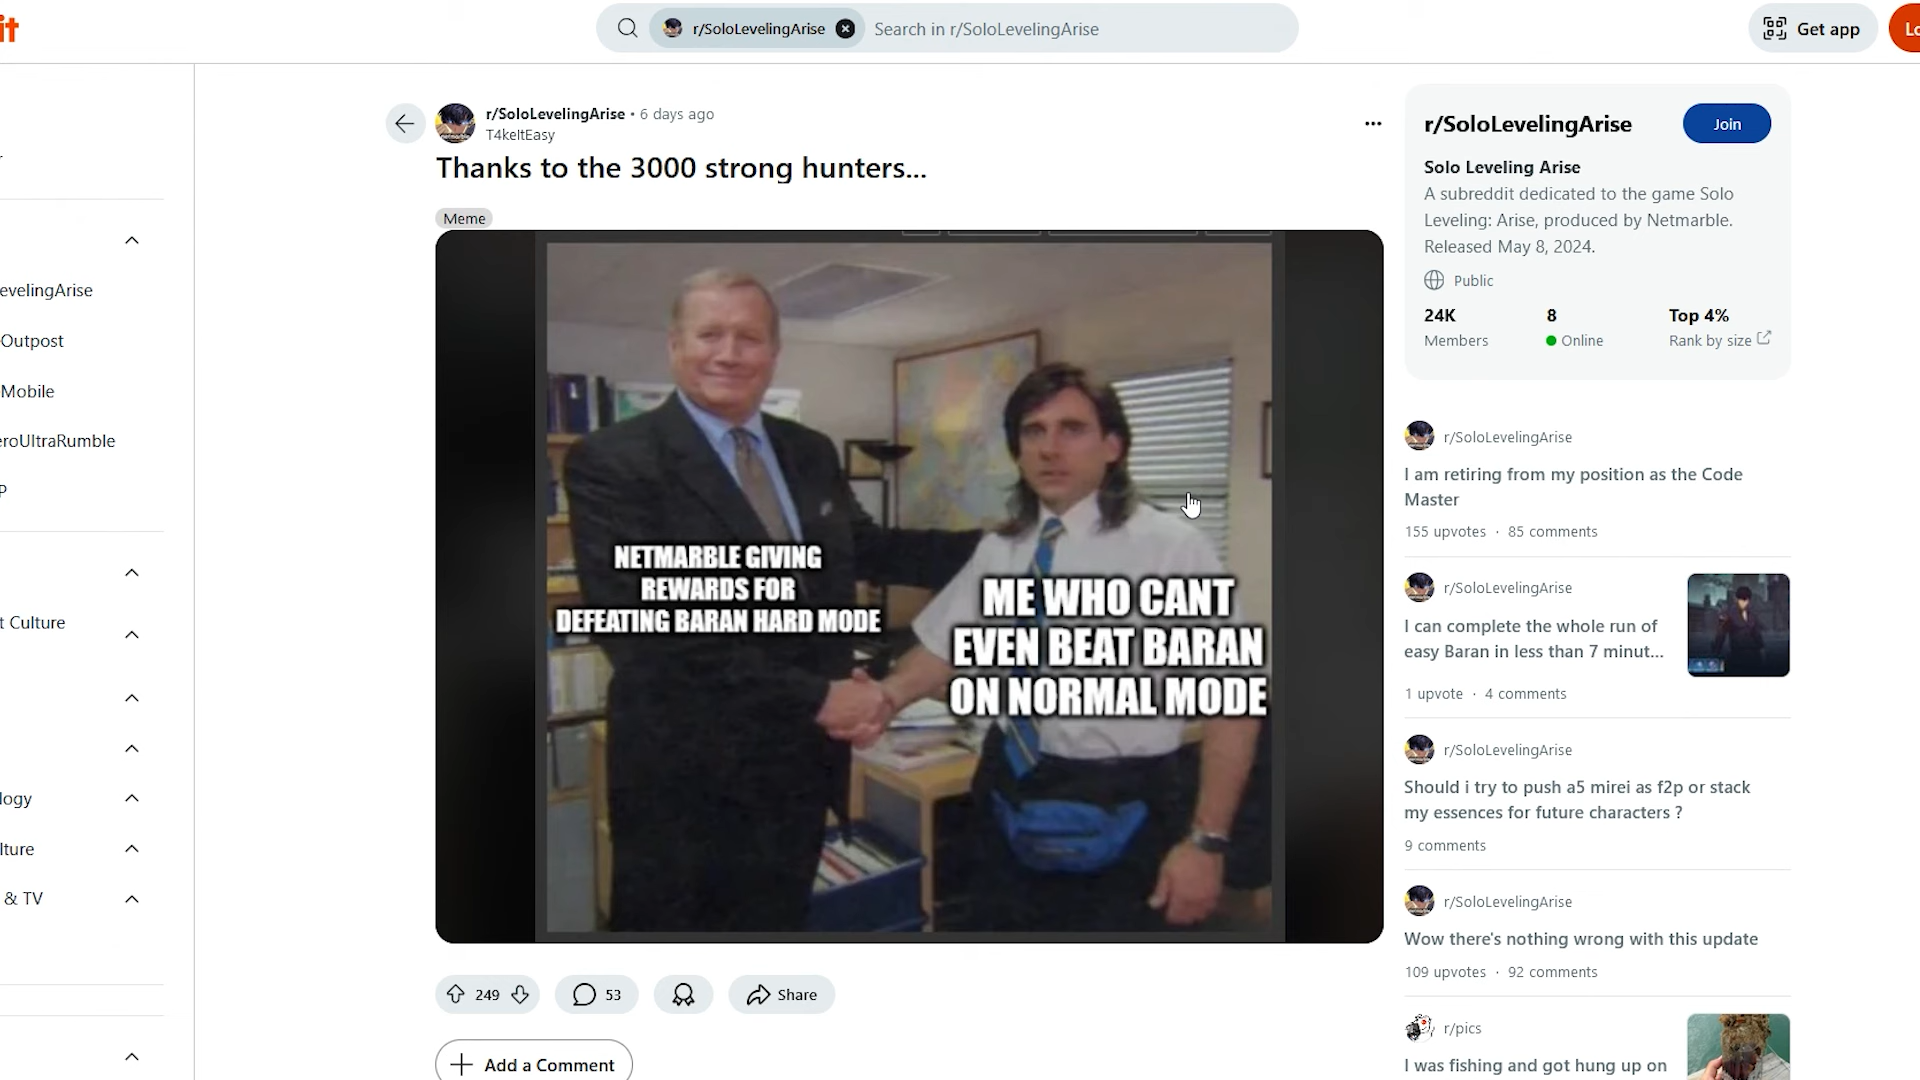 it
r/SoloLevelingArise
Search in r/SoloLevelingArise
Get app
Lo
evelingArise
Outpost
Mobile
eroUltraRumble
P
t Culture
logy
lture
& TV
r/SoloLevelingArise • 6 days ago
T4keItEasy
Thanks to the 3000 strong hunters...
Meme
NETMARBLE GIVING
REWARDS FOR
DEFEATING BARAN HARD MODE
ME WHO CANT
EVEN BEAT BARAN
ON NORMAL MODE
249
53
Share
Add a Comment
r/SoloLevelingArise
Join
Solo Leveling Arise
A subreddit dedicated to the game Solo
Leveling: Arise, produced by Netmarble.
Released May 8, 2024.
Public
24K
8
Top 4%
Members
Online
Rank by size
r/SoloLevelingArise
I am retiring from my position as the Code
Master
155 upvotes · 85 comments
r/SoloLevelingArise
I can complete the whole run of
easy Baran in less than 7 minut...
1 upvote · 4 comments
r/SoloLevelingArise
Should i try to push a5 mirei as f2p or stack
my essences for future characters ?
9 comments
r/SoloLevelingArise
Wow there's nothing wrong with this update
109 upvotes · 92 comments
r/pics
I was fishing and got hung up on